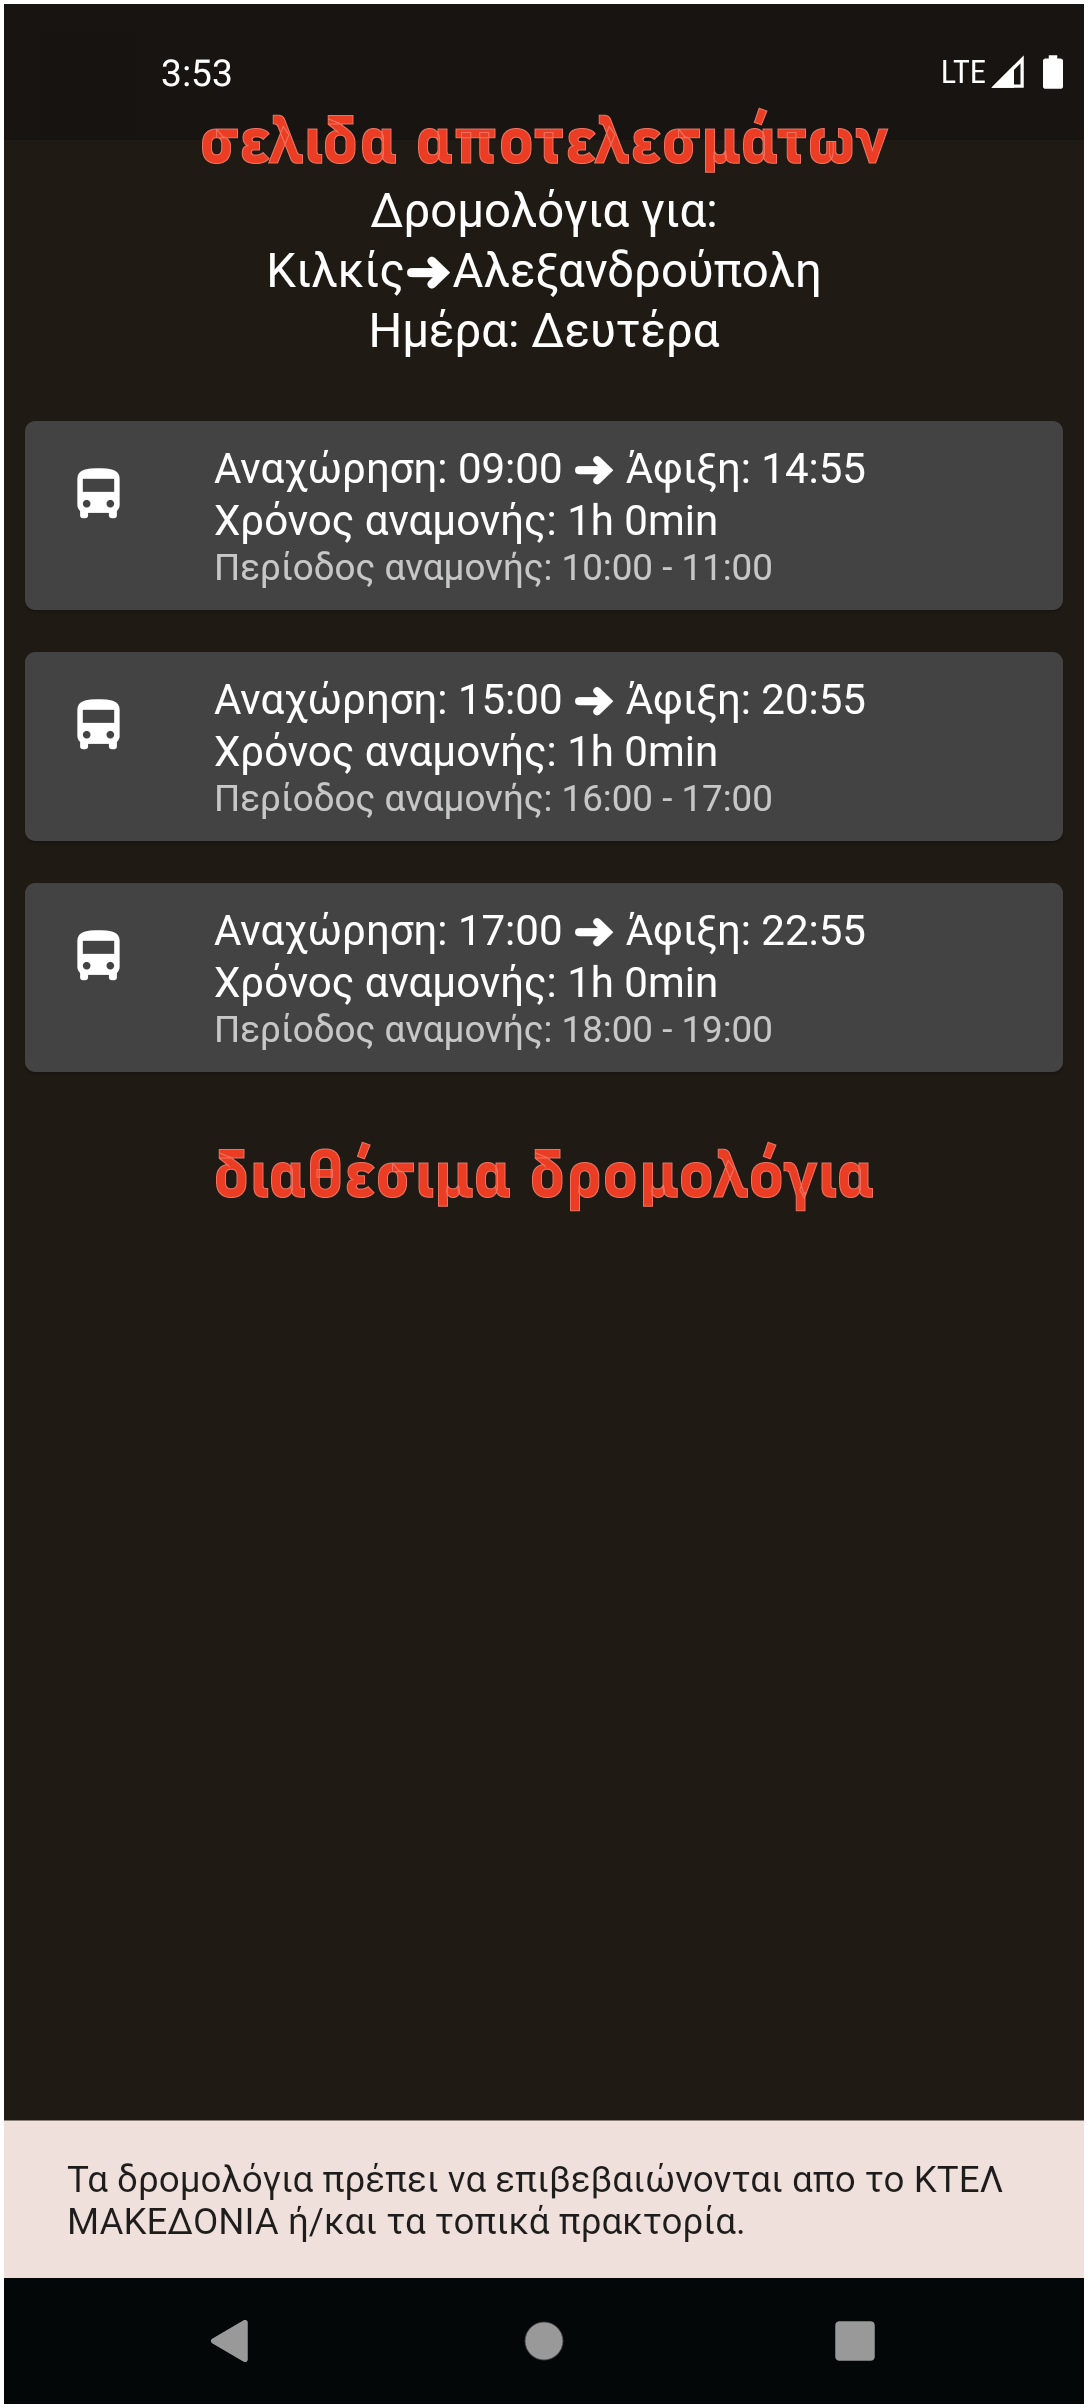 3:53
LTE
σελιδα αποτελεσμάτων
Δρομολόγια για:
Κιλκίς➜Αλεξανδρούπολη
Ημέρα: Δευτέρα
Αναχώρηση: 09:00 ➜ Άφιξη: 14:55
Χρόνος αναμονής: 1h 0min
Περίοδος αναμονής: 10:00 - 11:00
Αναχώρηση: 15:00 ➜ Άφιξη: 20:55
Χρόνος αναμονής: 1h 0min
Περίοδος αναμονής: 16:00 - 17:00
Αναχώρηση: 17:00 ➜ Άφιξη: 22:55
Χρόνος αναμονής: 1h 0min
Περίοδος αναμονής: 18:00 - 19:00
διαθέσιμα δρομολόγια
Τα δρομολόγια πρέπει να επιβεβαιώνονται απο το ΚΤΕΛ
ΜΑΚΕΔΟΝΙΑ ή/και τα τοπικά πρακτορία.